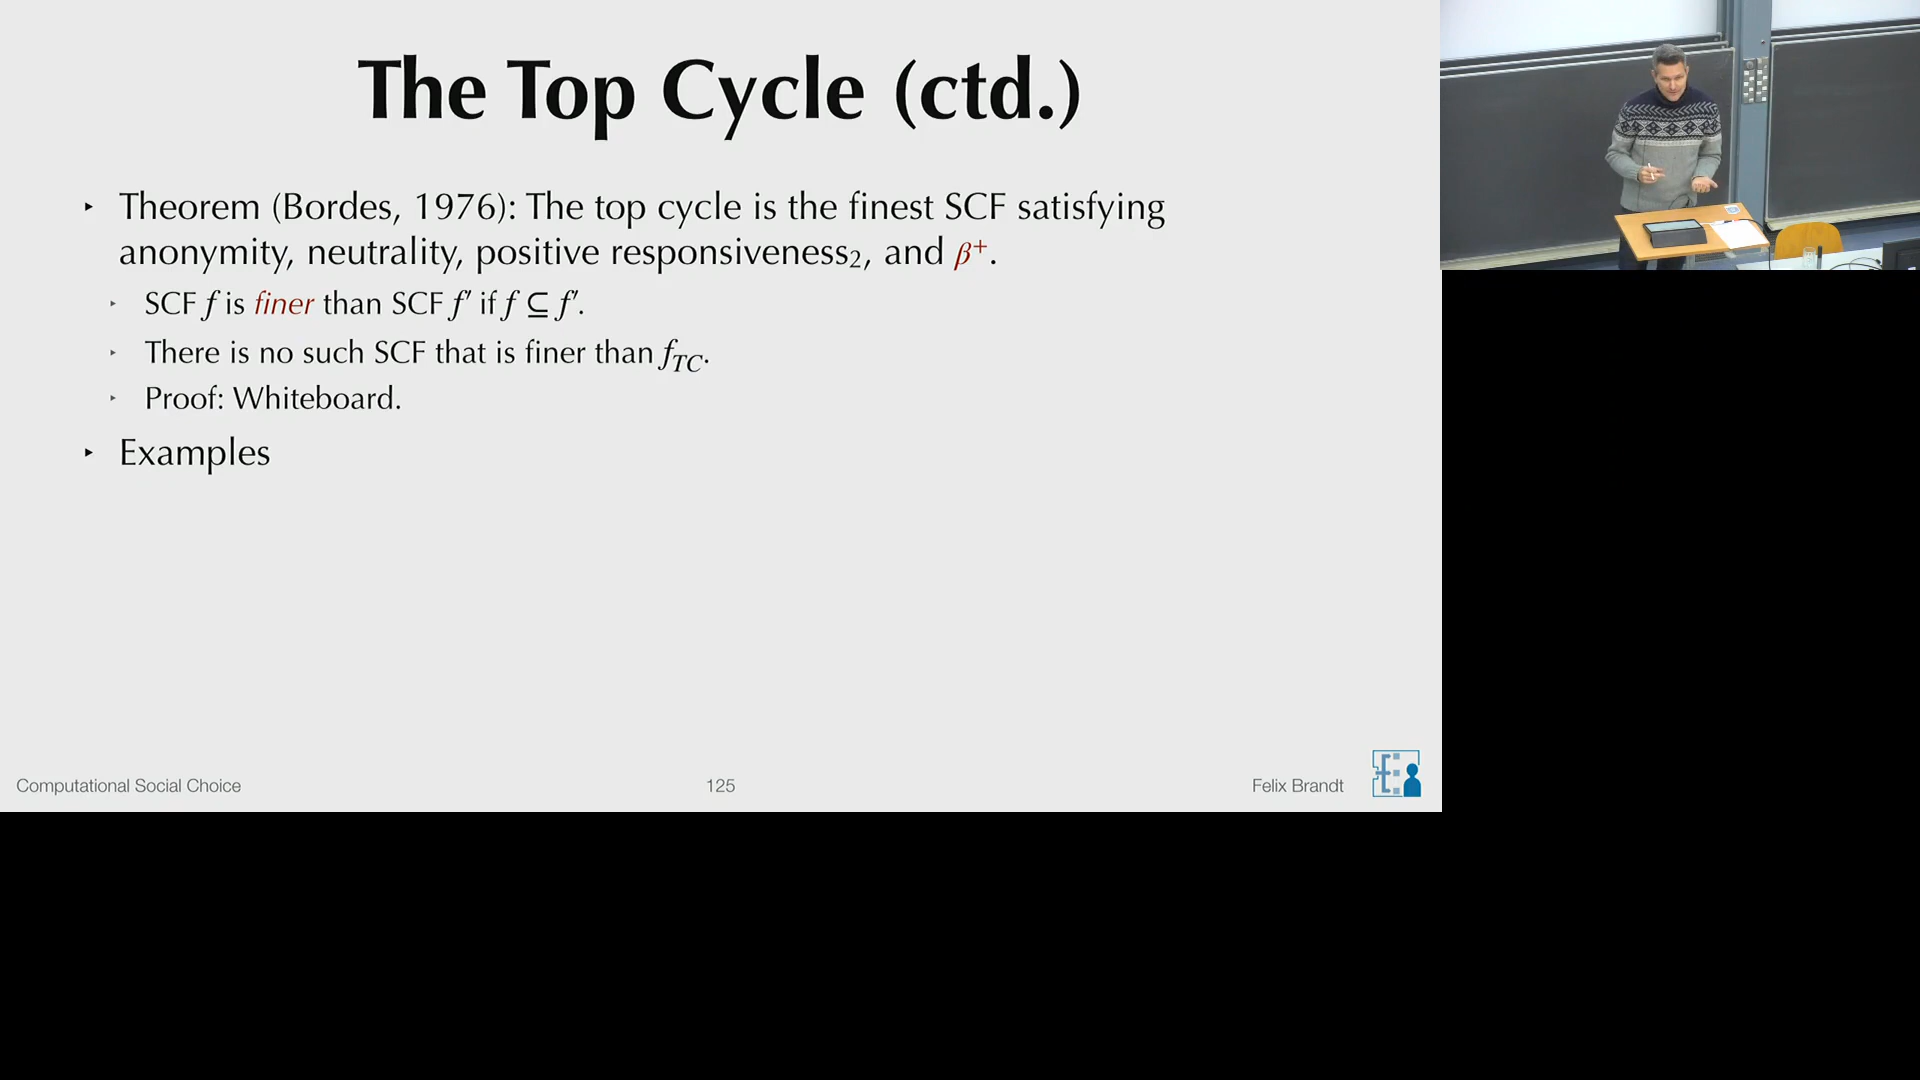 The Top Cycle (ctd.)
‣ Theorem (Bordes, 1976): The top cycle is the finest SCF satisfying
anonymity, neutrality, positive responsiveness₂, and β⁺.
‣ SCF f is finer than SCF f′ if f ⊆ f′.
‣ There is no such SCF that is finer than f_TC.
‣ Proof: Whiteboard.
‣ Examples
Computational Social Choice
125
Felix Brandt